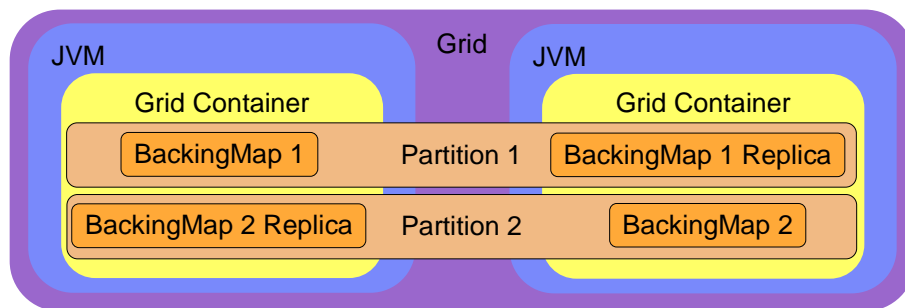 Grid
JVM
JVM
Grid Container
Grid Container
BackingMap 1
Partition 1
BackingMap 1 Replica
BackingMap 2 Replica
Partition 2
BackingMap 2